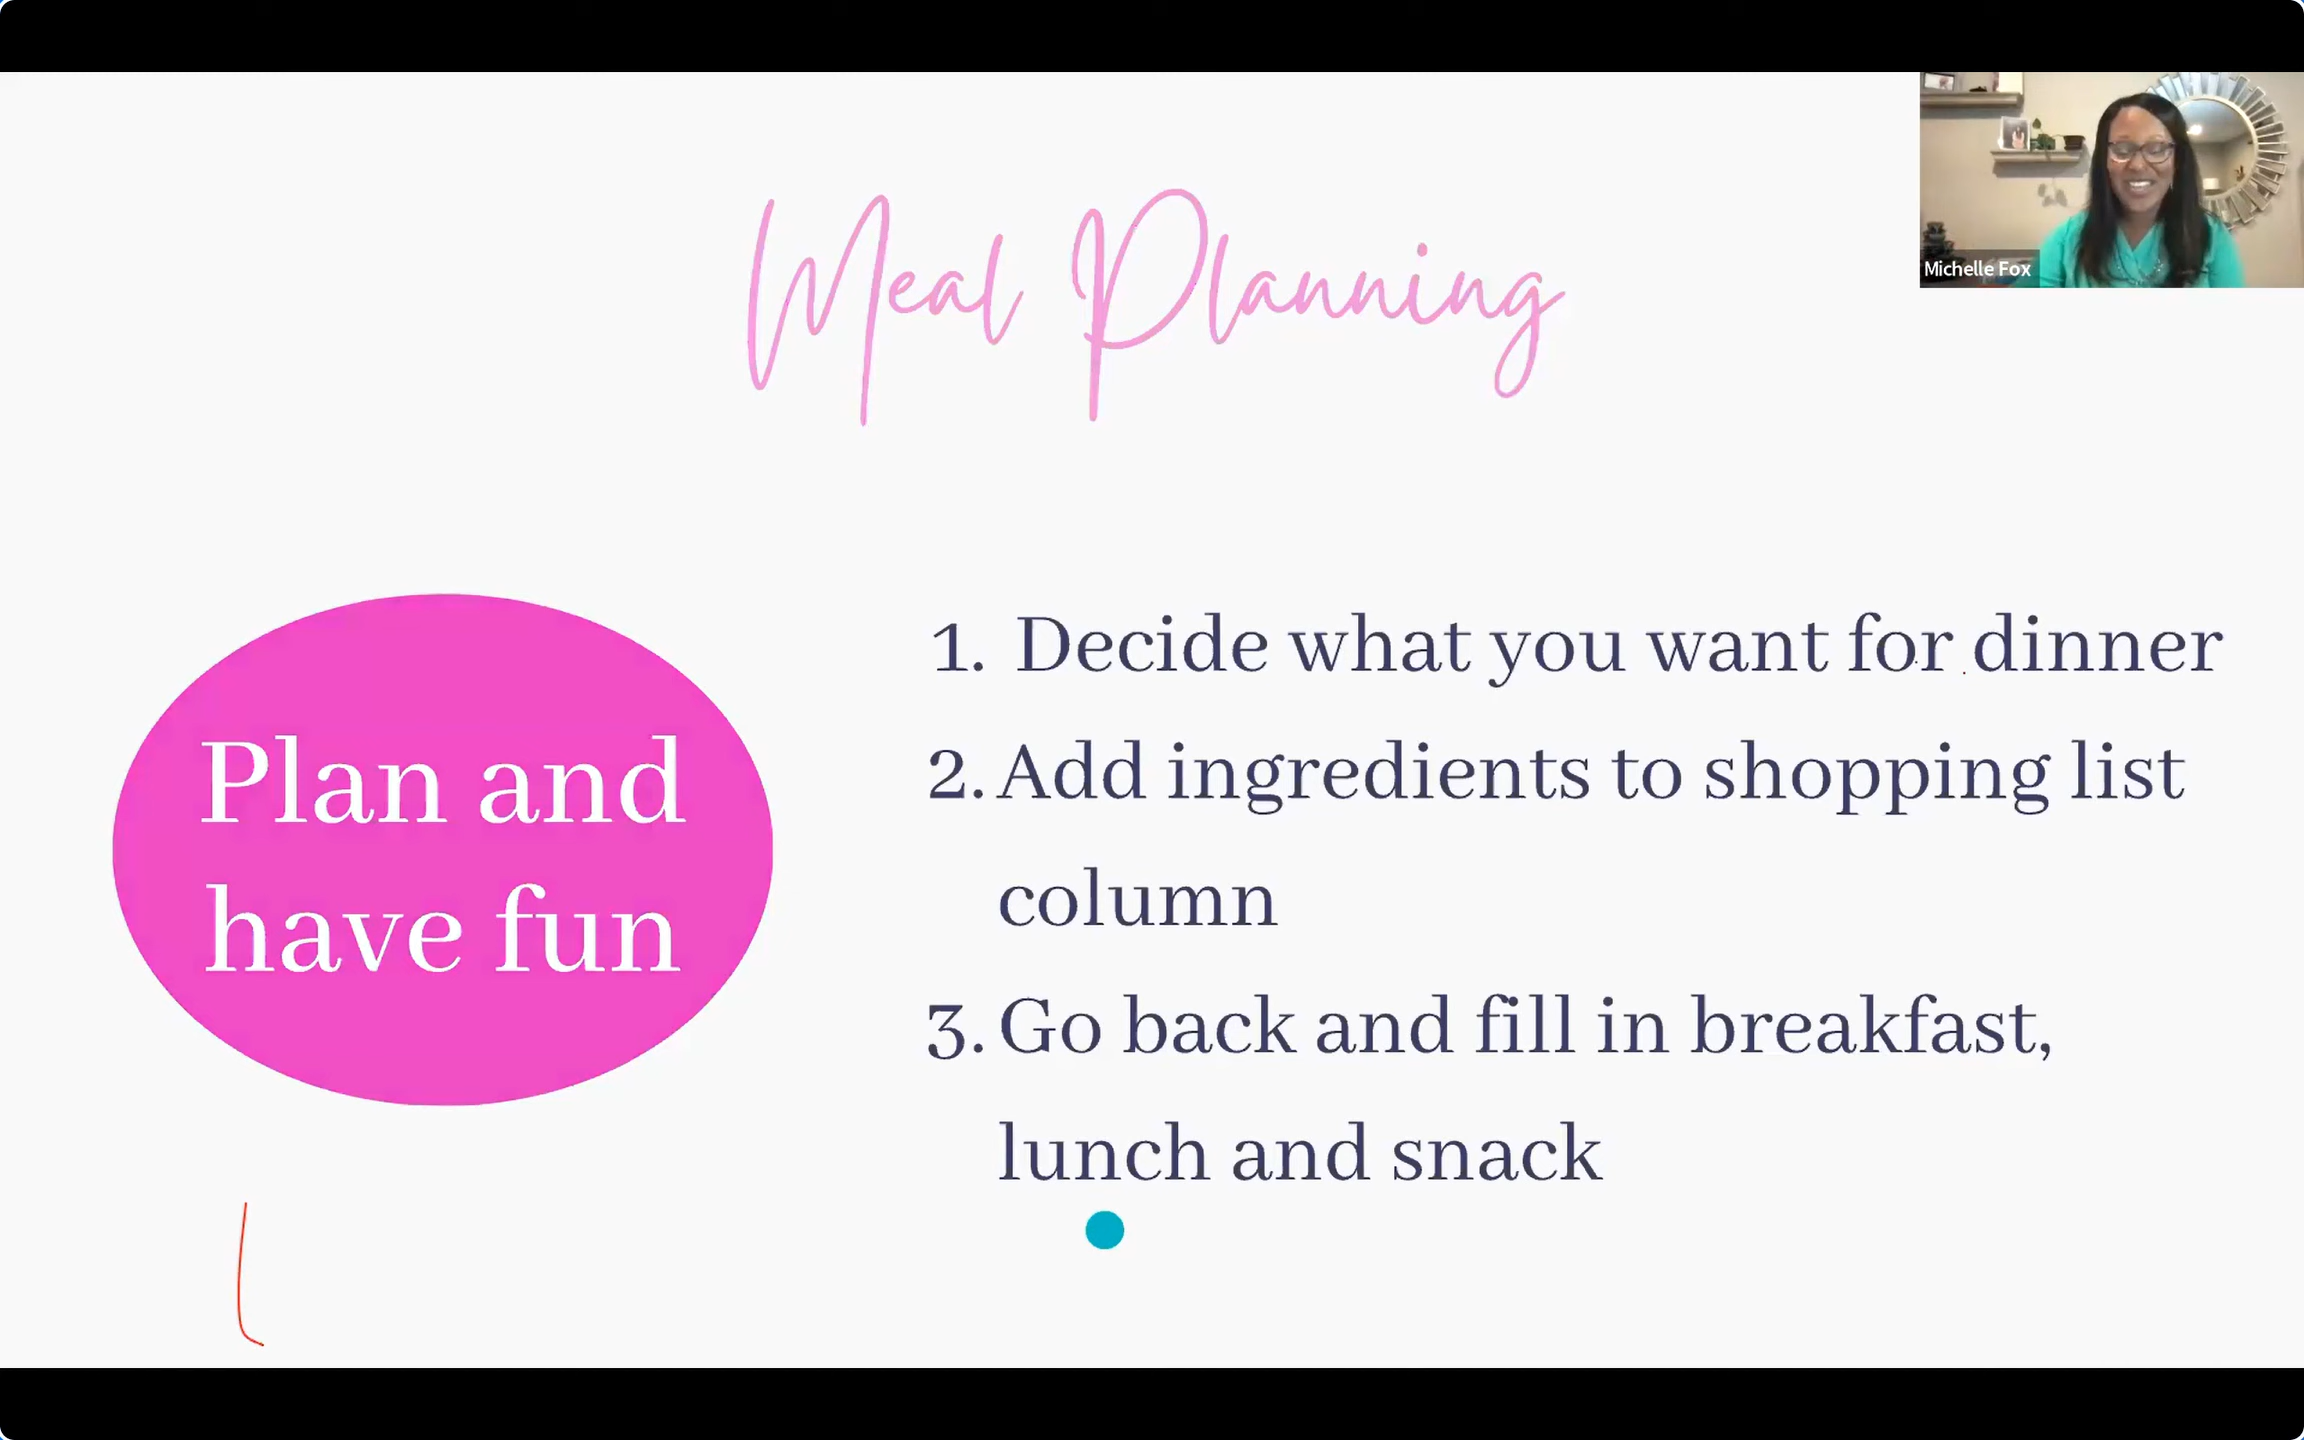 Meal Planning
Michelle Fox
Plan and
have fun
1. Decide what you want for dinner
2. Add ingredients to shopping list
column
3. Go back and fill in breakfast,
lunch and snack